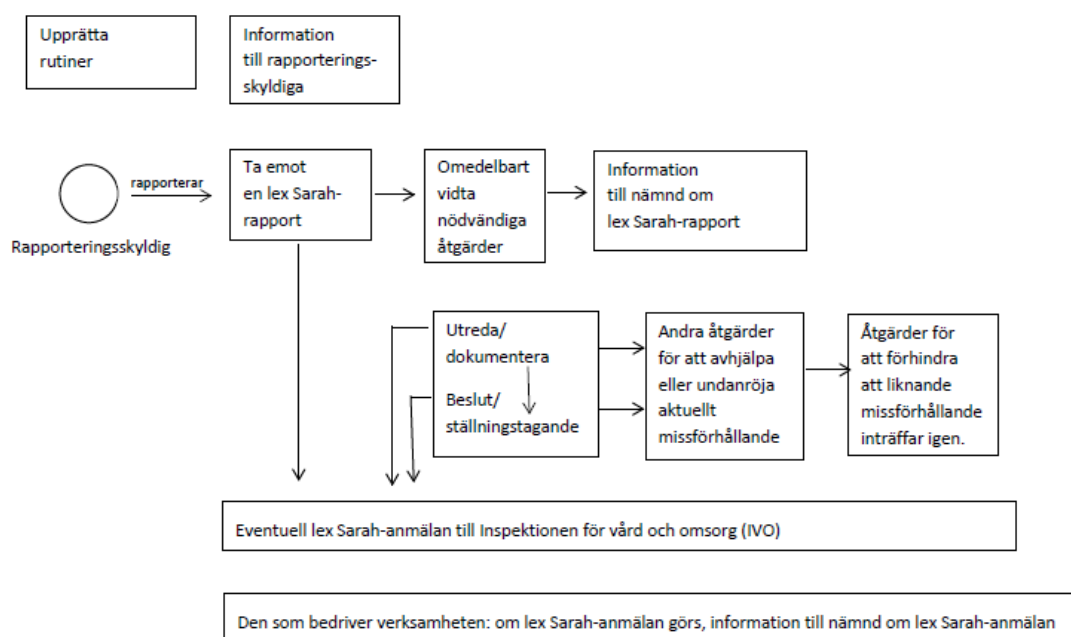 Upprätta
rutiner
Information
till rapporterings-
skyldiga
rapporterar
Rapporteringsskyldig
Ta emot
en lex Sarah-
rapport
Omedelbart
vidta
nödvändiga
åtgärder
Information
till nämnd om
lex Sarah-rapport
Utreda/
dokumentera
Beslut/
ställningstagande
Andra åtgärder
för att avhjälpa
eller undanröja
aktuellt
missförhållande
Åtgärder för
att förhindra
att liknande
missförhållande
inträffar igen.
Eventuell lex Sarah-anmälan till Inspektionen för vård och omsorg (IVO)
Den som bedriver verksamheten: om lex Sarah-anmälan görs, information till nämnd om lex Sarah-anmälan